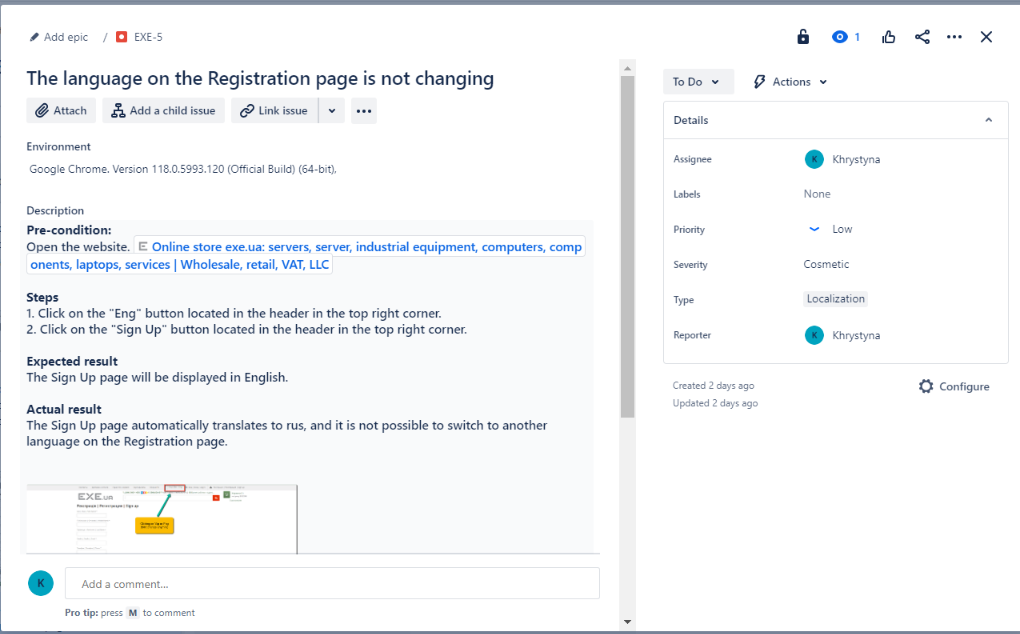 Add epic / EXE-5 1
The language on the Registration page is not changing
Attach Add a child issue Link issue
Environment
Google Chrome, Version 118.0.5993.120 (Official Build) (64-bit),
Description
Pre-condition:
Open the website. Online store exe.ua: servers, server, industrial equipment, computers, comp
onents, laptops, services | Wholesale, retail, VAT, LLC
Steps
1. Click on the "Eng" button located in the header in the top right corner.
2. Click on the "Sign Up" button located in the header in the top right corner.
Expected result
The Sign Up page will be displayed in English.
Actual result
The Sign Up page automatically translates to rus, and it is not possible to switch to another
language on the Registration page.
EXE.UA
K Add a comment...
Pro tip: press M to comment
To Do Actions
Details
Assignee K Khrystyna
Labels None
Priority Low
Severity Cosmetic
Type Localization
Reporter K Khrystyna
Created 2 days ago Configure
Updated 2 days ago